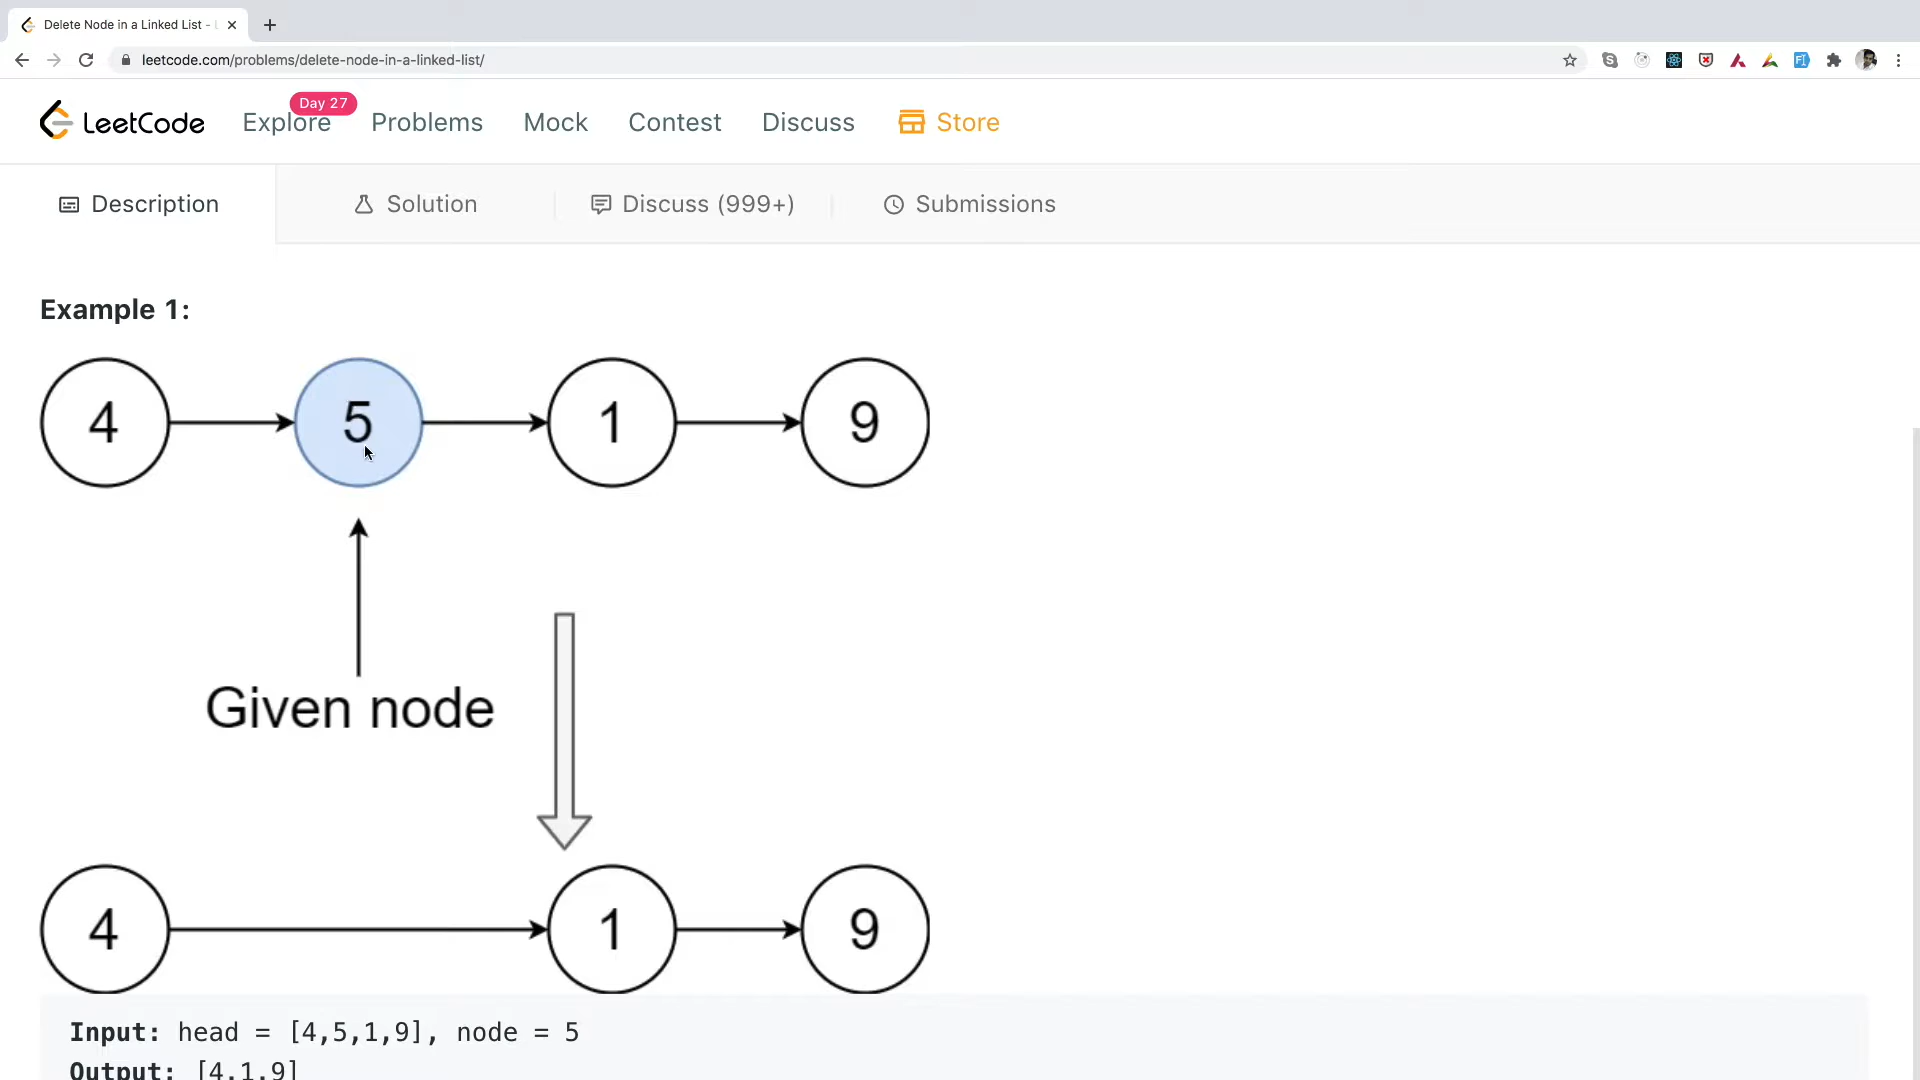 Delete Node in a Linked List -
leetcode.com/problems/delete-node-in-a-linked-list/
LeetCode Explore Day 27 Problems Mock Contest Discuss Store
Description Solution Discuss (999+) Submissions
Example 1:
4 5 1 9
Given node
4 1 9
Input: head = [4,5,1,9], node = 5
Output: [4,1,9]